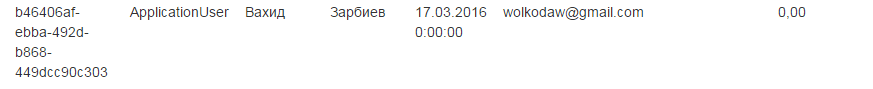 b46406af- ApplicationUser Вахид Зарбиев 17.03.2016 wolkodaw@gmail.com 0,00
ebba-492d- 0:00:00
b868-
449dcc90c303